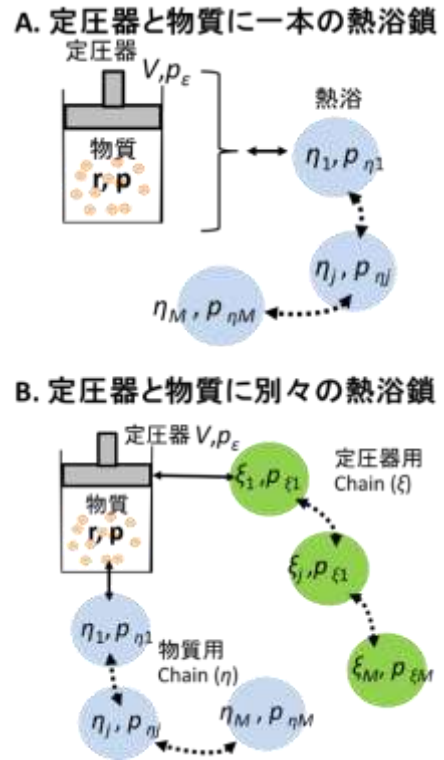 A. 定圧器と物質に一本の熱浴鎖
定圧器
V,pε
物質
r, p
熱浴
η1, pη1
ηj, pηj
ηM, pηM
B. 定圧器と物質に別々の熱浴鎖
定圧器 V,pε
物質
r, p
ξ1,pξ1
定圧器用
Chain (ξ)
ξj,pξ1
η1, pη1
物質用
Chain (η)
ξM, pξM
ηj, pηj
ηM, pηM